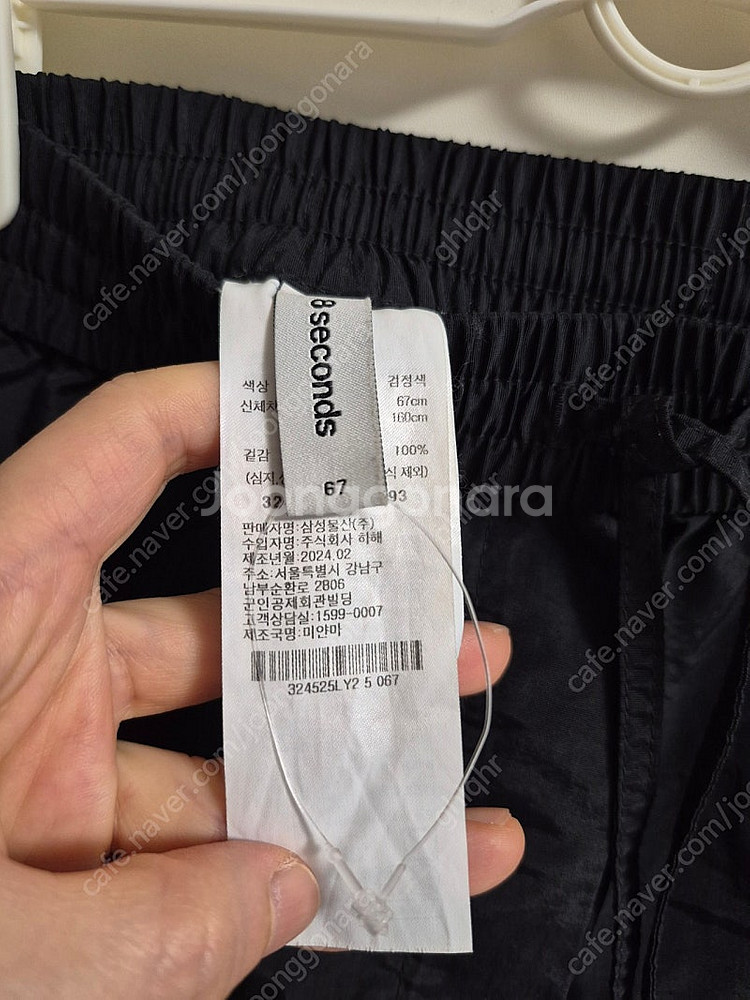 8seconds
67
색상 검정색
신체치 67cm
160cm
겉감 100%
(심지, 식 제외)
32 93
판매자명:삼성물산(주)
수입자명:주식회사 하해
제조년월:2024.02
주소:서울특별시 강남구
남부순환로 2806
군인공제회관빌딩
고객상담실:1599-0007
제조국명:미얀마
324525LY2 5 067
Joonggonara
cafe.naver.com/joonggonara
ghlqhr